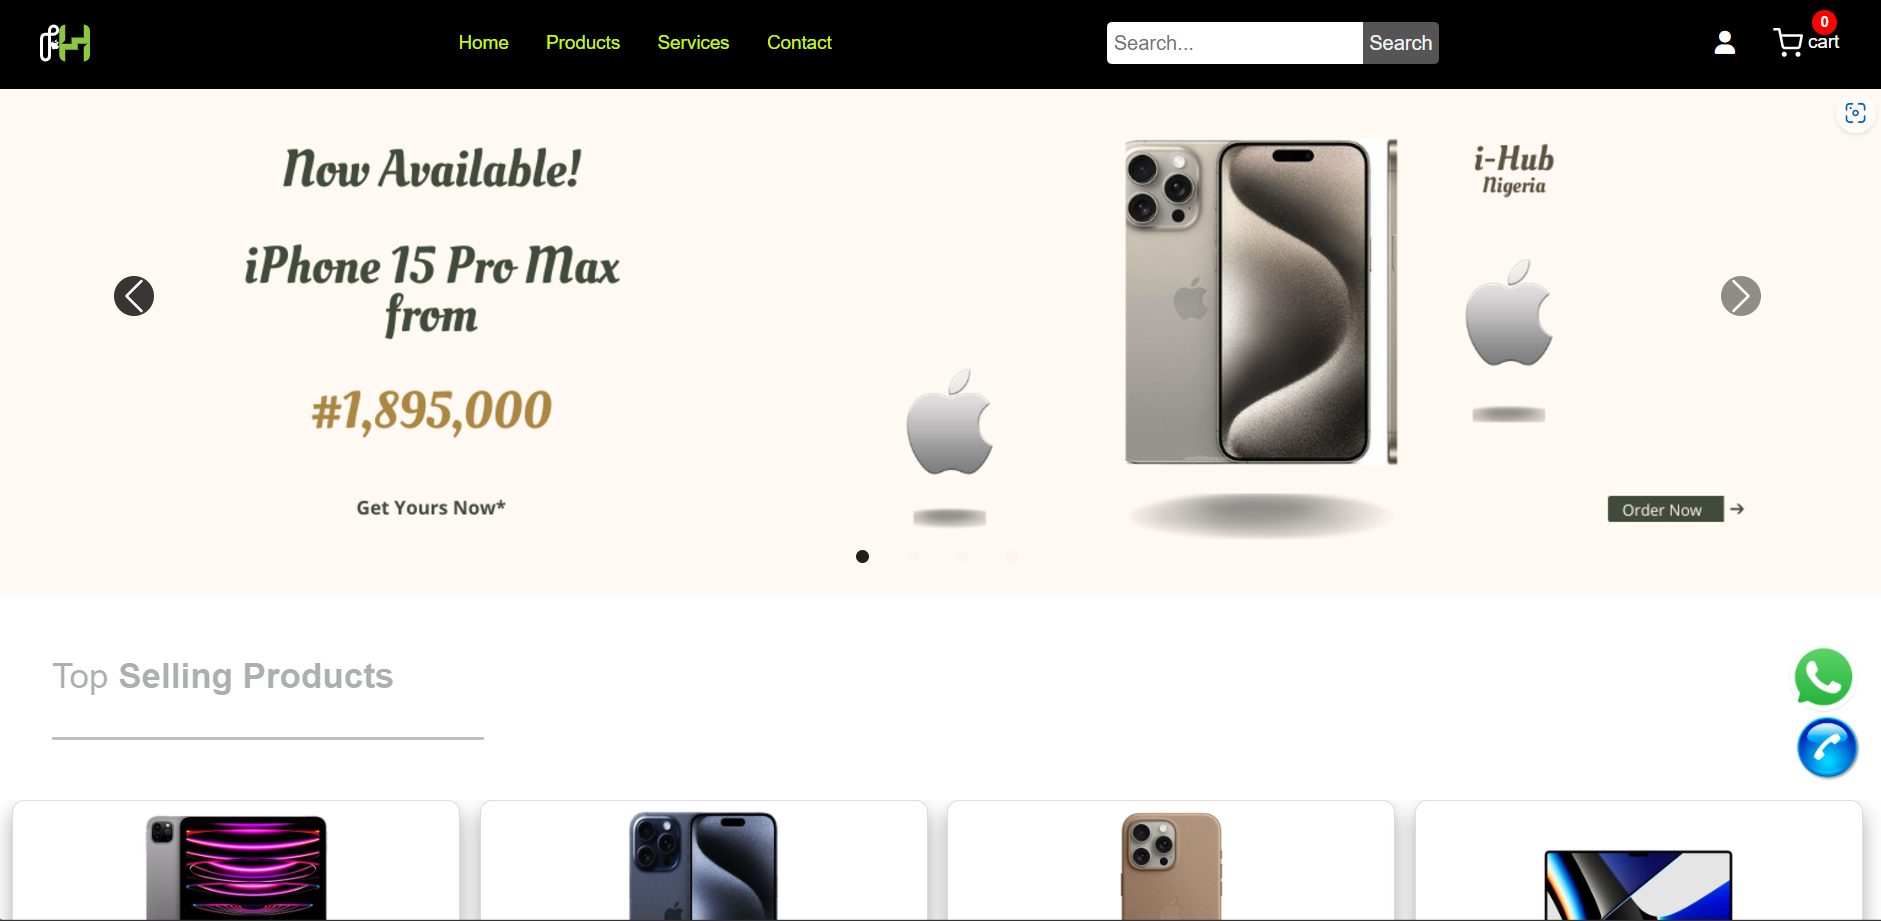 Home Products Services Contact
Search... Search
0
cart
Now Available!
iPhone 15 Pro Max
from
#1,895,000
Get Yours Now*
i-Hub
Nigeria
Order Now →
Top Selling Products